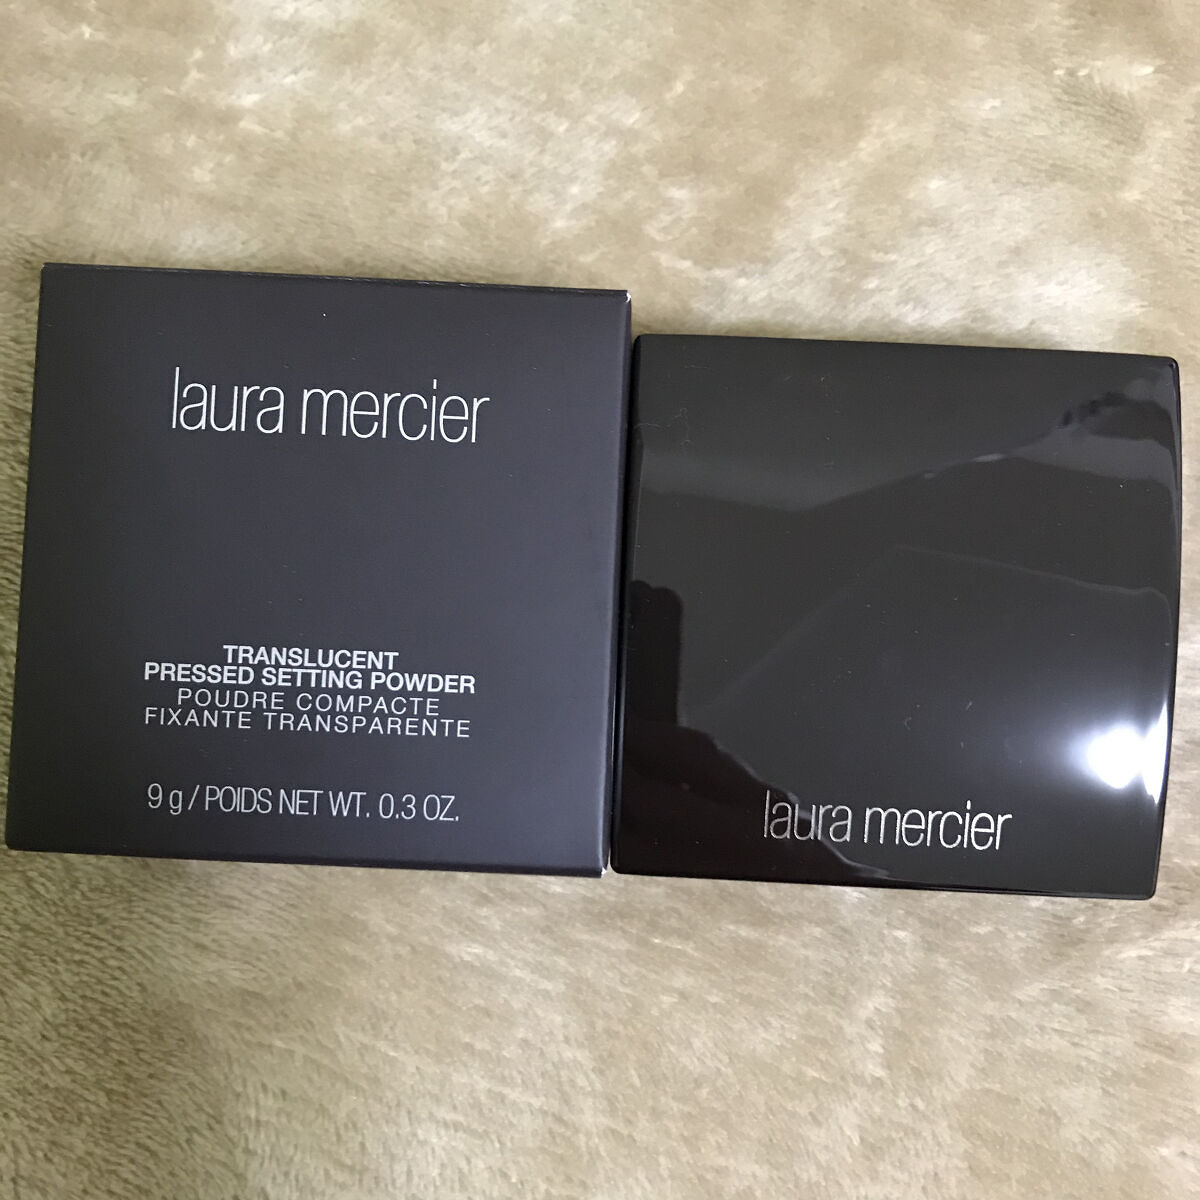 laura mercier
TRANSLUCENT
PRESSED SETTING POWDER
POUDRE COMPACTE
FIXANTE TRANSPARENTE
9 g / POIDS NET WT. 0.3 OZ.
laura mercier